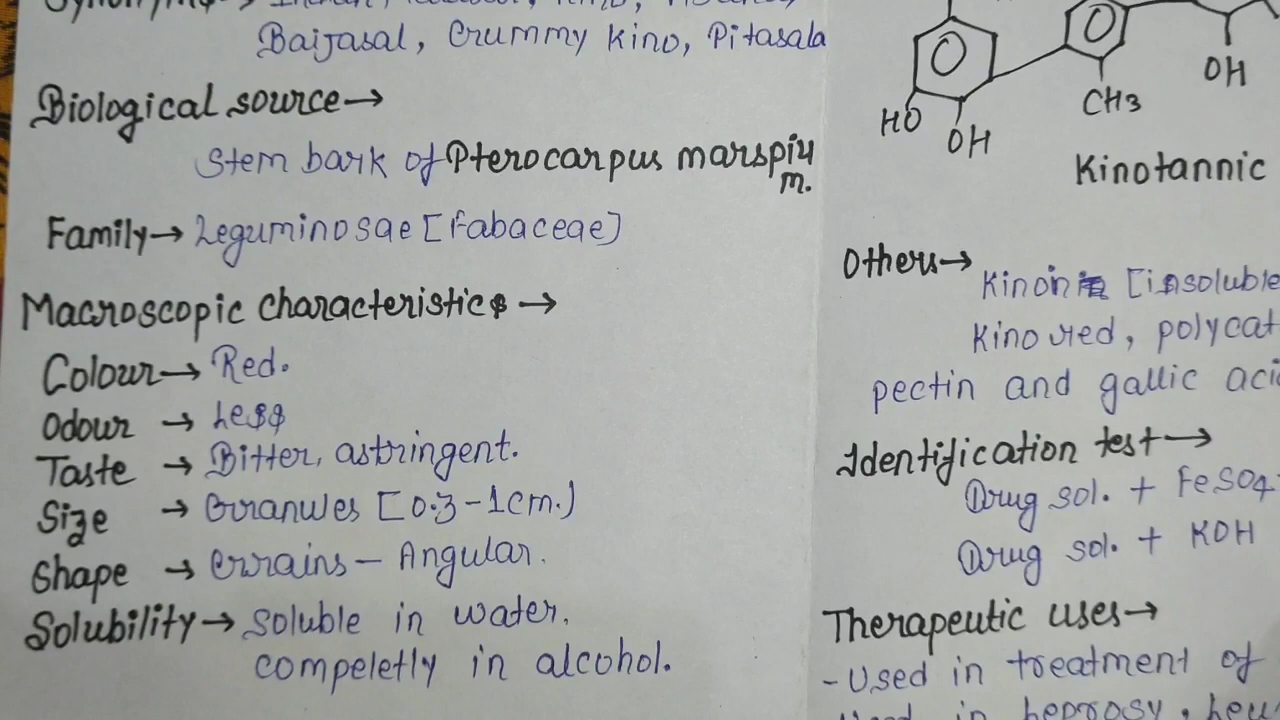 Baijasal, Gummy kino, Pitasala
Biological source→
Stem bark of Pterocarpus marspiu
m.
Family→ Leguminosae [Fabaceae]
Macroscopic characteristics →
Colour→ Red.
Odour → Less
Taste → Bitter, astringent.
Size → Granules [0.3-1cm.]
Shape → Grains - Angular.
Solubility→ Soluble in water.
compeletly in alcohol.
OH
CH3
HO
OH
Kinotannic
Others→
[insoluble
Kino red, polycat
pectin and gallic aci
Identification test→
Drug sol. + FeSO4
Drug sol. + KOH
Therapeutic uses→
- Used in treatment of